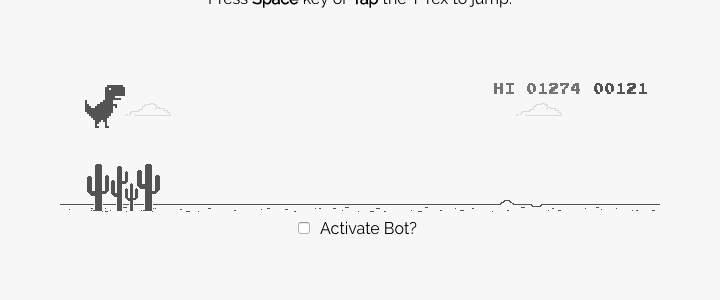 Press Space key or Tap the T-rex to jump.
HI 01274 00121
Activate Bot?